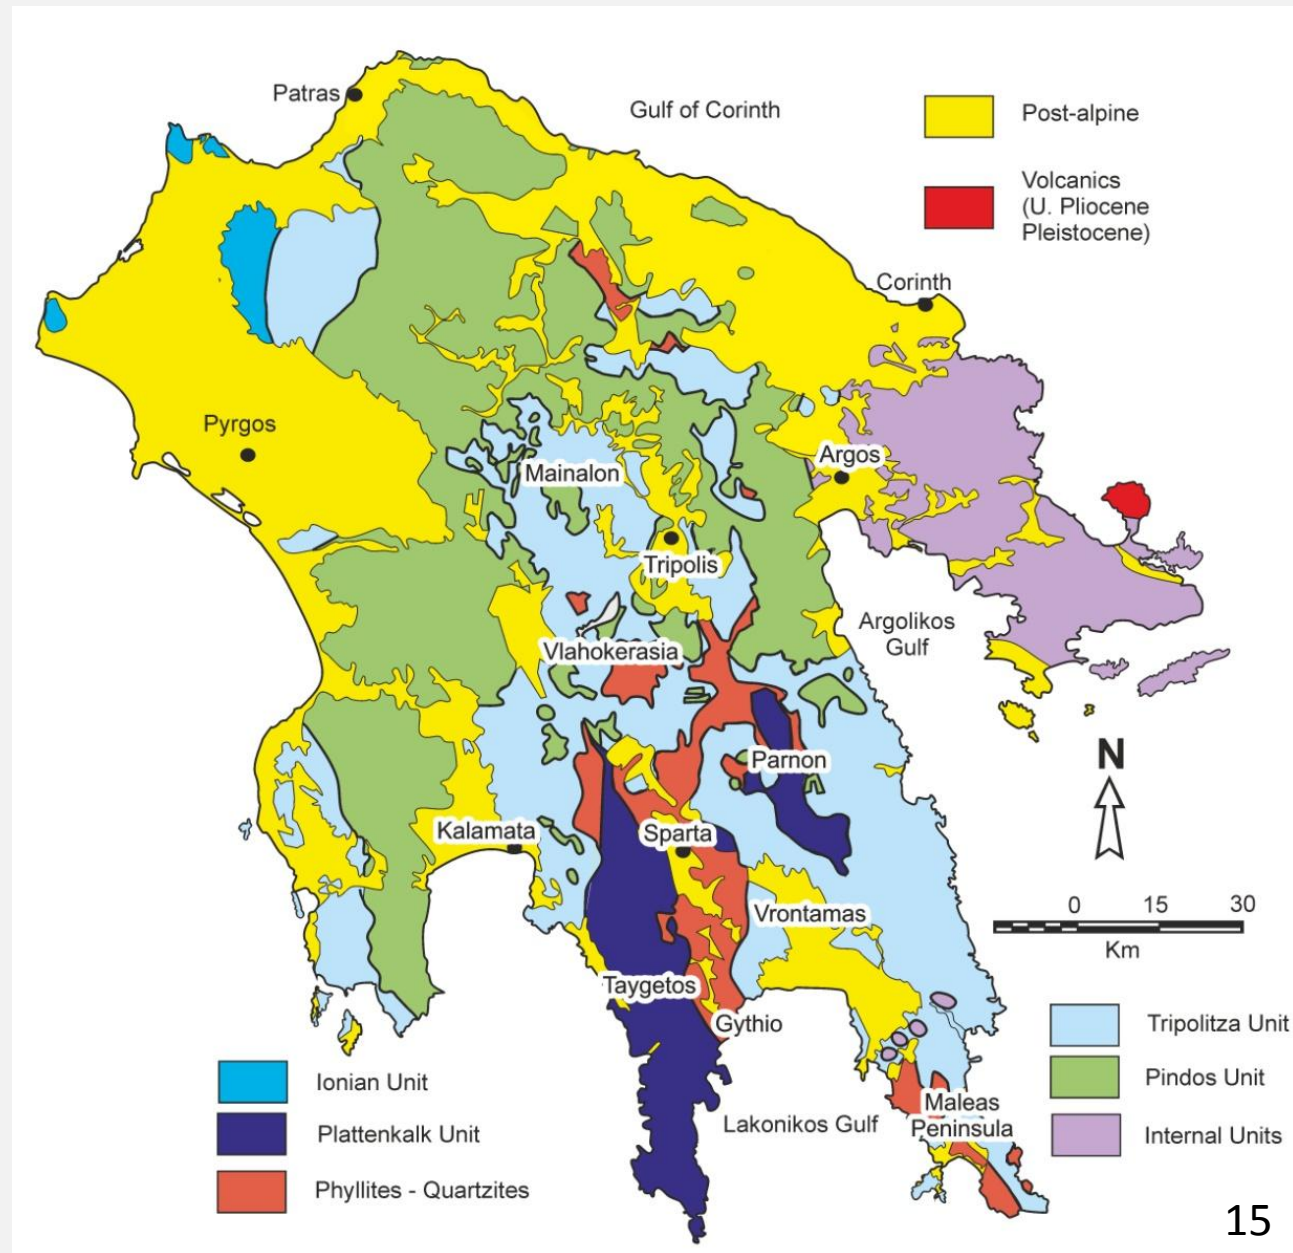 Patras
Gulf of Corinth
Post-alpine
Volcanics
(U. Pliocene
Pleistocene)
Corinth
Pyrgos
Mainalon
Argos
Tripolis
Argolikos
Gulf
Vlahokerasia
N
Parnon
Kalamata
Sparta
Vrontamas
0 15 30
Km
Taygetos
Gythio
Tripolitza Unit
Ionian Unit
Pindos Unit
Maleas
Peninsula
Lakonikos Gulf
Plattenkalk Unit
Internal Units
Phyllites - Quartzites
15